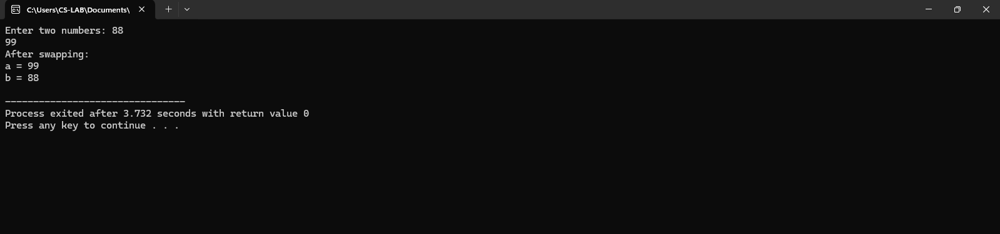 C:\Users\CS-LAB\Documents\
Enter two numbers: 88
99
After swapping:
a = 99
b = 88
--------------------------------
Process exited after 3.732 seconds with return value 0
Press any key to continue . . .